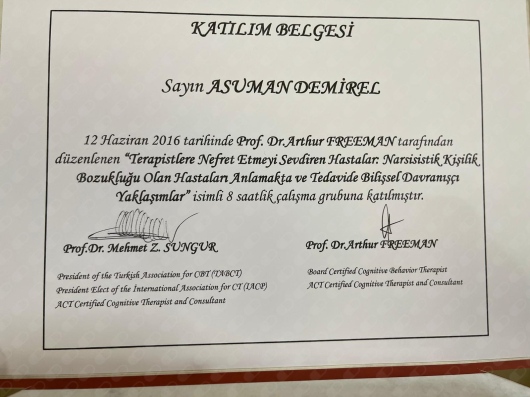 KATILIM BELGESİ
Sayın ASUMAN DEMİREL
12 Haziran 2016 tarihinde Prof. Dr. Arthur FREEMAN tarafından
düzenlenen "Terapistlere Nefret Etmeyi Sevdiren Hastalar: Narsisistik Kişilik
Bozukluğu Olan Hastaları Anlamakta ve Tedavide Bilişsel Davranışçı
Yaklaşımlar" isimli 8 saatlik çalışma grubuna katılmıştır.
Prof.Dr. Mehmet Z. SUNGUR
President of the Turkish Association for CBT (TABCT)
President Elect of the International Association for CT (IACP)
ACT Certified Cognitive Therapist and Consultant
Prof. Dr. Arthur FREEMAN
Board Certified Cognitive Behavior Therapist
ACT Certified Cognitive Therapist and Consultant